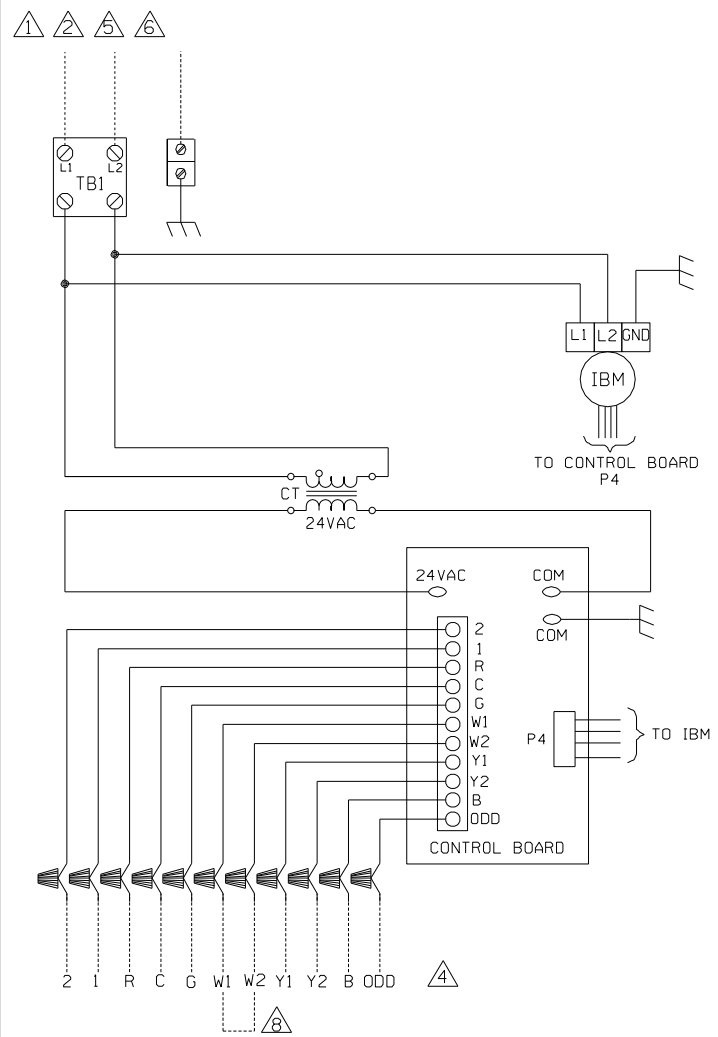 1 2 5 6
L1 L2
TB1
L1 L2 GND
IBM
TO CONTROL BOARD
P4
CT
24VAC
24VAC COM
COM
2
1
R
C
G
W1
W2
Y1
Y2
B
ODD
P4 TO IBM
CONTROL BOARD
2 1 R C G W1 W2 Y1 Y2 B ODD 4
8